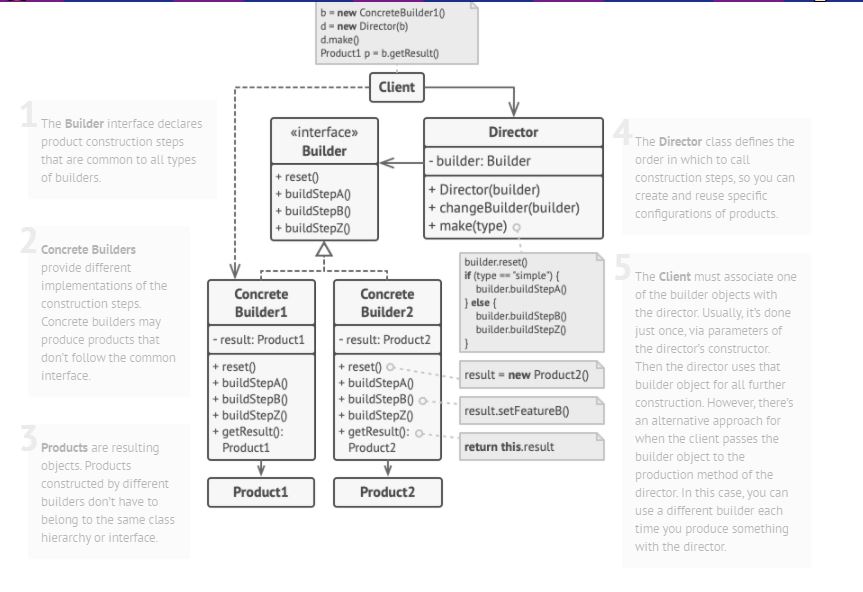 b = new ConcreteBuilder1()
d = new Director(b)
d.make()
Product1 p = b.getResult()
Client
1
The Builder interface declares
product construction steps
that are common to all types
of builders.
«interface»
Builder
+ reset()
+ buildStepA()
+ buildStepB()
+ buildStepZ()
Director
- builder: Builder
+ Director(builder)
+ changeBuilder(builder)
+ make(type)
4
The Director class defines the
order in which to call
construction steps, so you can
create and reuse specific
configurations of products.
2
Concrete Builders
provide different
implementations of the
construction steps.
Concrete builders may
produce products that
don't follow the common
interface.
builder.reset()
if (type == "simple") {
builder.buildStepA()
} else {
builder.buildStepB()
builder.buildStepZ()
}
Concrete
Builder1
- result: Product1
+ reset()
+ buildStepA()
+ buildStepB()
+ buildStepZ()
+ getResult():
Product1
Concrete
Builder2
- result: Product2
+ reset()
+ buildStepA()
+ buildStepB()
+ buildStepZ()
+ getResult():
Product2
result = new Product2()
result.setFeatureB()
return this.result
5
The Client must associate one
of the builder objects with
the director. Usually, it's done
just once, via parameters of
the director's constructor.
Then the director uses that
builder object for all further
construction. However, there's
an alternative approach for
when the client passes the
builder object to the
production method of the
director. In this case, you can
use a different builder each
time you produce something
with the director.
3
Products are resulting
objects. Products
constructed by different
builders don't have to
belong to the same class
hierarchy or interface.
Product1
Product2